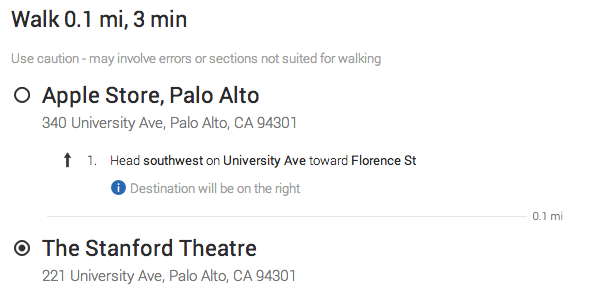 Walk 0.1 mi, 3 min
Use caution - may involve errors or sections not suited for walking
Apple Store, Palo Alto
340 University Ave, Palo Alto, CA 94301
1. Head southwest on University Ave toward Florence St
i Destination will be on the right
0.1 mi
The Stanford Theatre
221 University Ave, Palo Alto, CA 94301